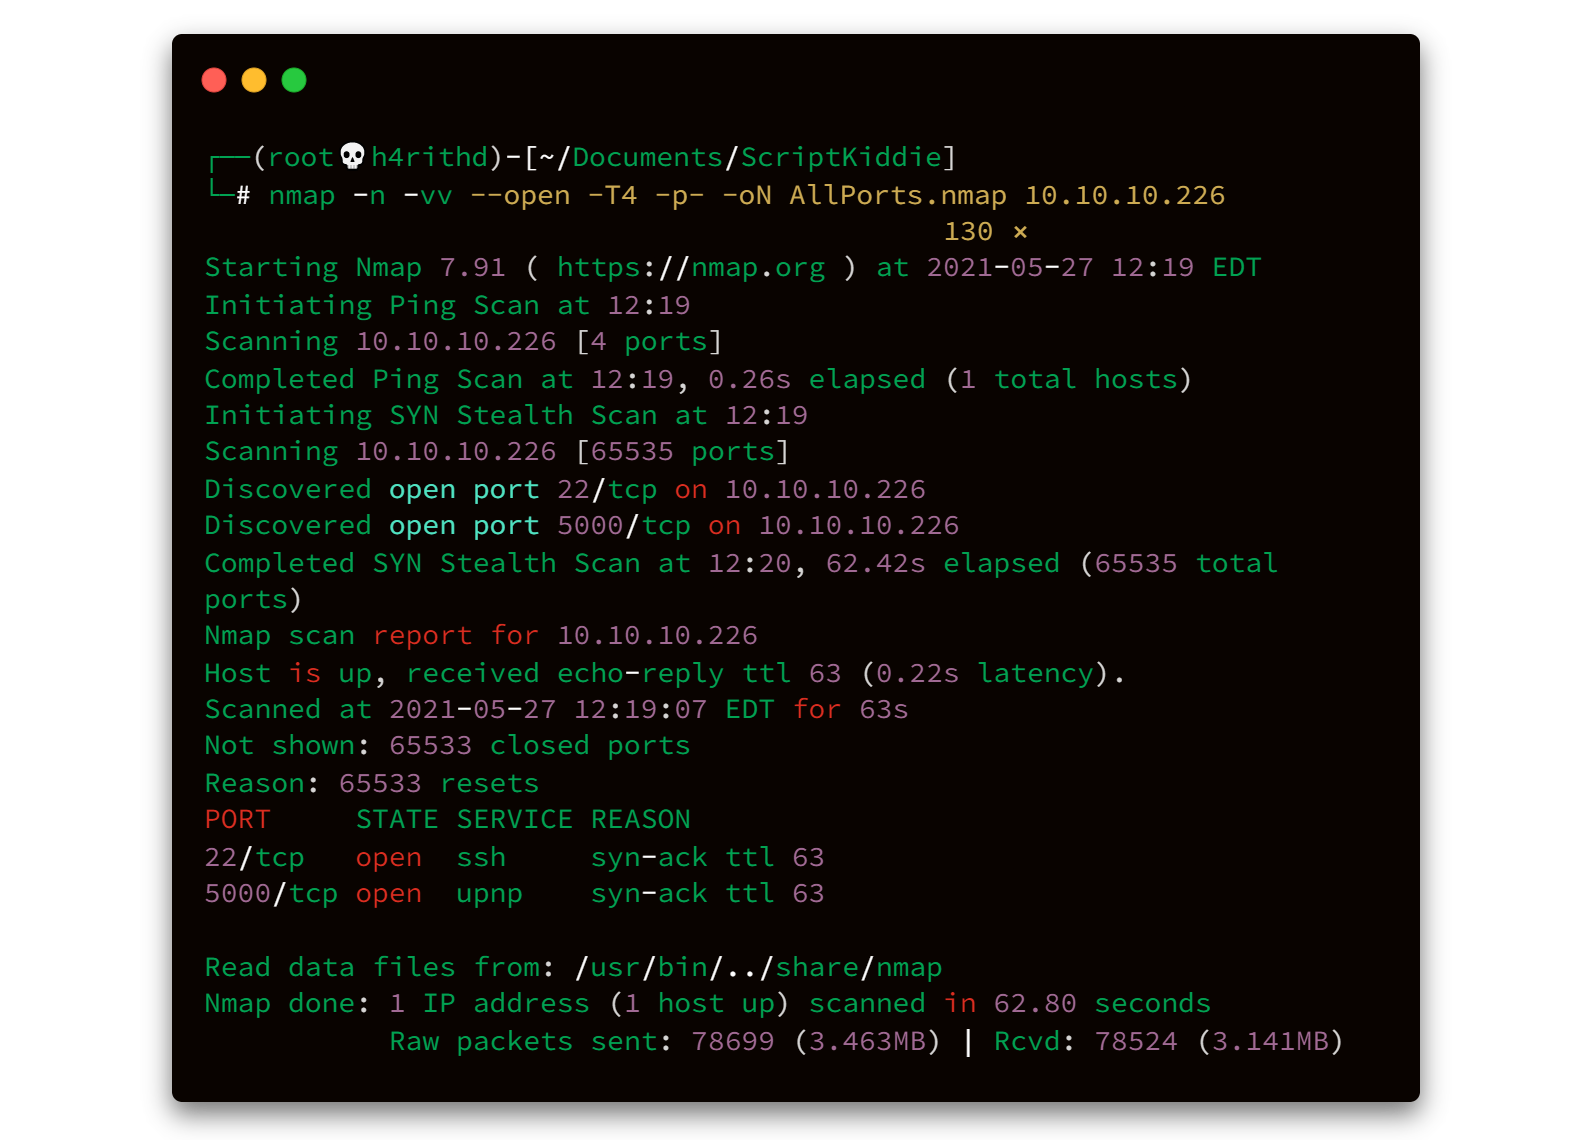 ┌──(root💀h4rithd)-[~/Documents/ScriptKiddie]
└─# nmap -n -vv --open -T4 -p- -oN AllPorts.nmap 10.10.10.226
130 ⨯
Starting Nmap 7.91 ( https://nmap.org ) at 2021-05-27 12:19 EDT
Initiating Ping Scan at 12:19
Scanning 10.10.10.226 [4 ports]
Completed Ping Scan at 12:19, 0.26s elapsed (1 total hosts)
Initiating SYN Stealth Scan at 12:19
Scanning 10.10.10.226 [65535 ports]
Discovered open port 22/tcp on 10.10.10.226
Discovered open port 5000/tcp on 10.10.10.226
Completed SYN Stealth Scan at 12:20, 62.42s elapsed (65535 total
ports)
Nmap scan report for 10.10.10.226
Host is up, received echo-reply ttl 63 (0.22s latency).
Scanned at 2021-05-27 12:19:07 EDT for 63s
Not shown: 65533 closed ports
Reason: 65533 resets
PORT     STATE SERVICE REASON
22/tcp   open  ssh     syn-ack ttl 63
5000/tcp open  upnp    syn-ack ttl 63
Read data files from: /usr/bin/../share/nmap
Nmap done: 1 IP address (1 host up) scanned in 62.80 seconds
Raw packets sent: 78699 (3.463MB) | Rcvd: 78524 (3.141MB)